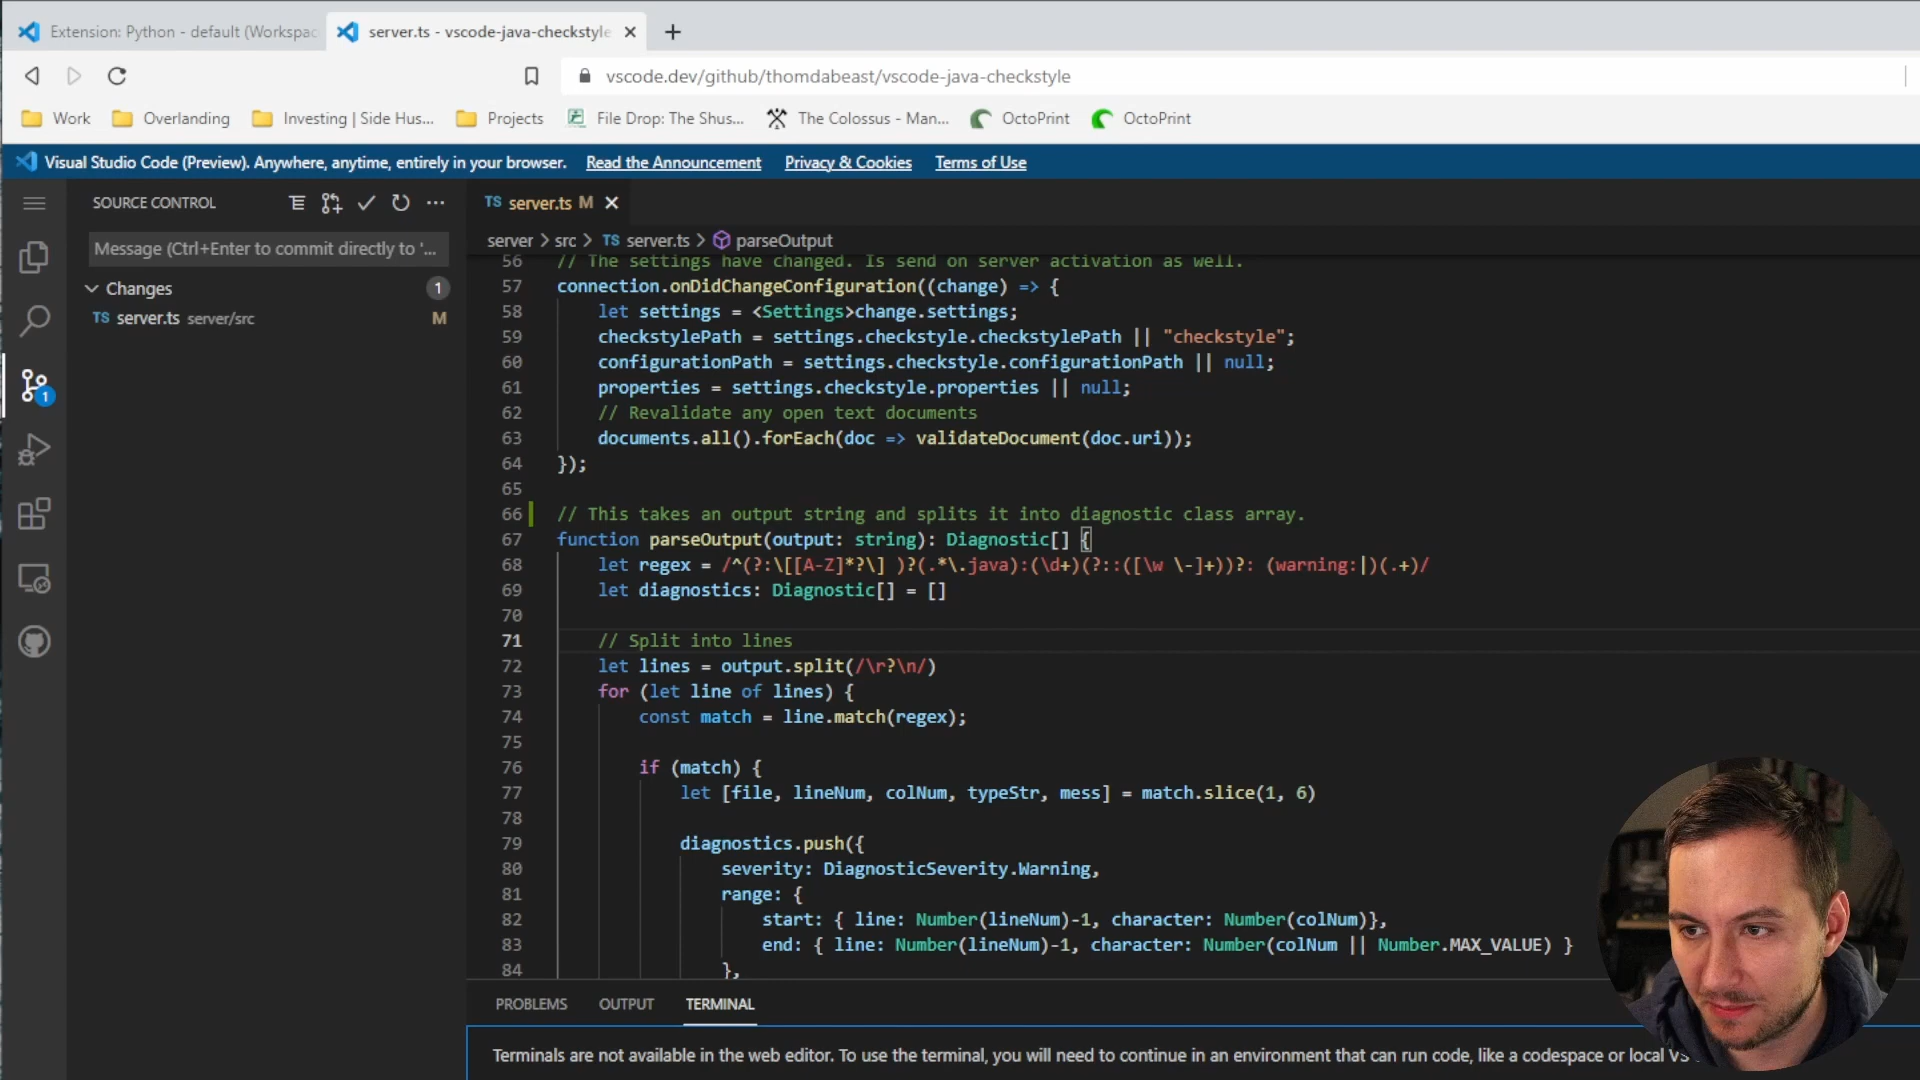 Extension: Python - default (Workspac
server.ts - vscode-java-checkstyle
vscode.dev/github/thomdabeast/vscode-java-checkstyle
Work
Overlanding
Investing | Side Hus...
Projects
File Drop: The Shus...
The Colossus - Man...
OctoPrint
OctoPrint
Visual Studio Code (Preview). Anywhere, anytime, entirely in your browser. Read the Announcement Privacy & Cookies Terms of Use
SOURCE CONTROL
Message (Ctrl+Enter to commit directly to '...
Changes 1
TS server.ts server/src M
1
TS server.ts M
server > src > TS server.ts > parseOutput
56 // The settings have changed. Is send on server activation as well.
57 connection.onDidChangeConfiguration((change) => {
58 let settings = <Settings>change.settings;
59 checkstylePath = settings.checkstyle.checkstylePath || "checkstyle";
60 configurationPath = settings.checkstyle.configurationPath || null;
61 properties = settings.checkstyle.properties || null;
62 // Revalidate any open text documents
63 documents.all().forEach(doc => validateDocument(doc.uri));
64 });
65
66 // This takes an output string and splits it into diagnostic class array.
67 function parseOutput(output: string): Diagnostic[] {
68 let regex = /^(?:\[[A-Z]*?\] )?(.*\.java):(\d+)(?::([\w \-]+))?: (warning:|)(.+)/
69 let diagnostics: Diagnostic[] = []
70
71 // Split into lines
72 let lines = output.split(/\r?\n/)
73 for (let line of lines) {
74 const match = line.match(regex);
75
76 if (match) {
77 let [file, lineNum, colNum, typeStr, mess] = match.slice(1, 6)
78
79 diagnostics.push({
80 severity: DiagnosticSeverity.Warning,
81 range: {
82 start: { line: Number(lineNum)-1, character: Number(colNum)},
83 end: { line: Number(lineNum)-1, character: Number(colNum || Number.MAX_VALUE) }
84 },
PROBLEMS OUTPUT TERMINAL
Terminals are not available in the web editor. To use the terminal, you will need to continue in an environment that can run code, like a codespace or local VS